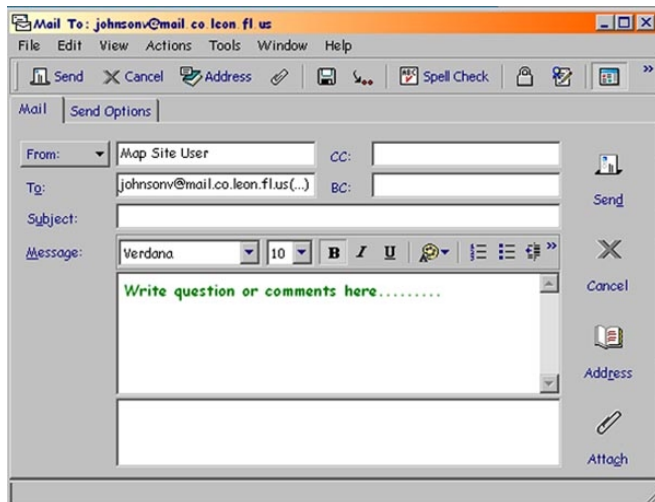 Mail To: johnsonv@mail.co.leon.fl.us
File Edit View Actions Tools Window Help
Send Cancel Address ABC Spell Check »
Mail Send Options
From: Map Site User CC:
To: johnsonv@mail.co.leon.fl.us(...) BC:
Subject:
Message: Verdana 10 B I U »
Write question or comments here.........
Send
Cancel
Address
Attach